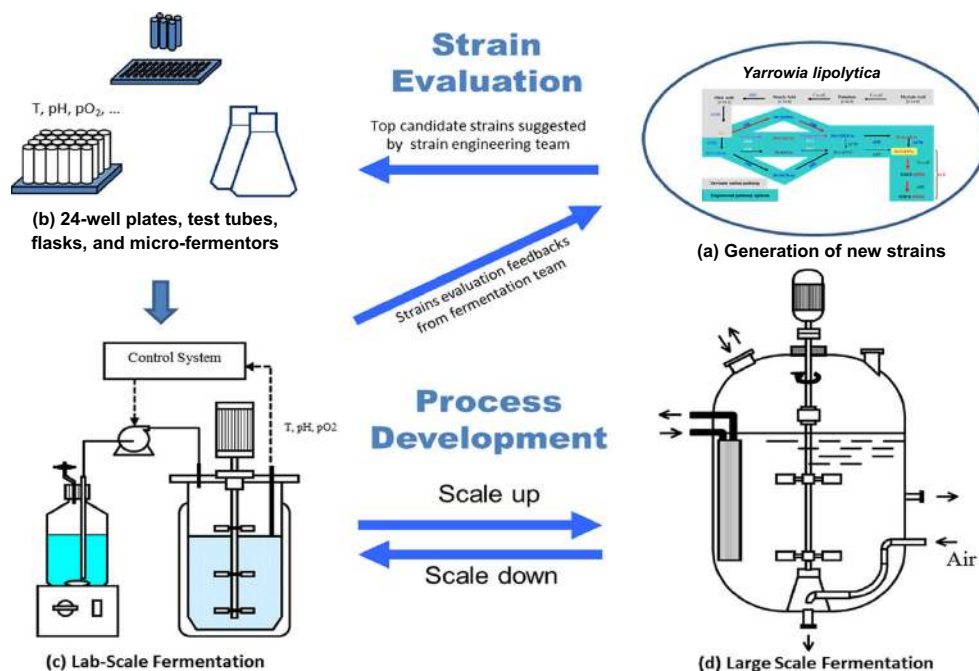 Strain
Evaluation
Top candidate strains suggested
by strain engineering team
T, pH, pO₂, ...
(b) 24-well plates, test tubes,
flasks, and micro-fermentors
Yarrowia lipolytica
(a) Generation of new strains
Strains evaluation feedbacks
from fermentation team
Control System
T, pH, pO2
Process
Development
Scale up
Scale down
Air
(c) Lab-Scale Fermentation
(d) Large Scale Fermentation